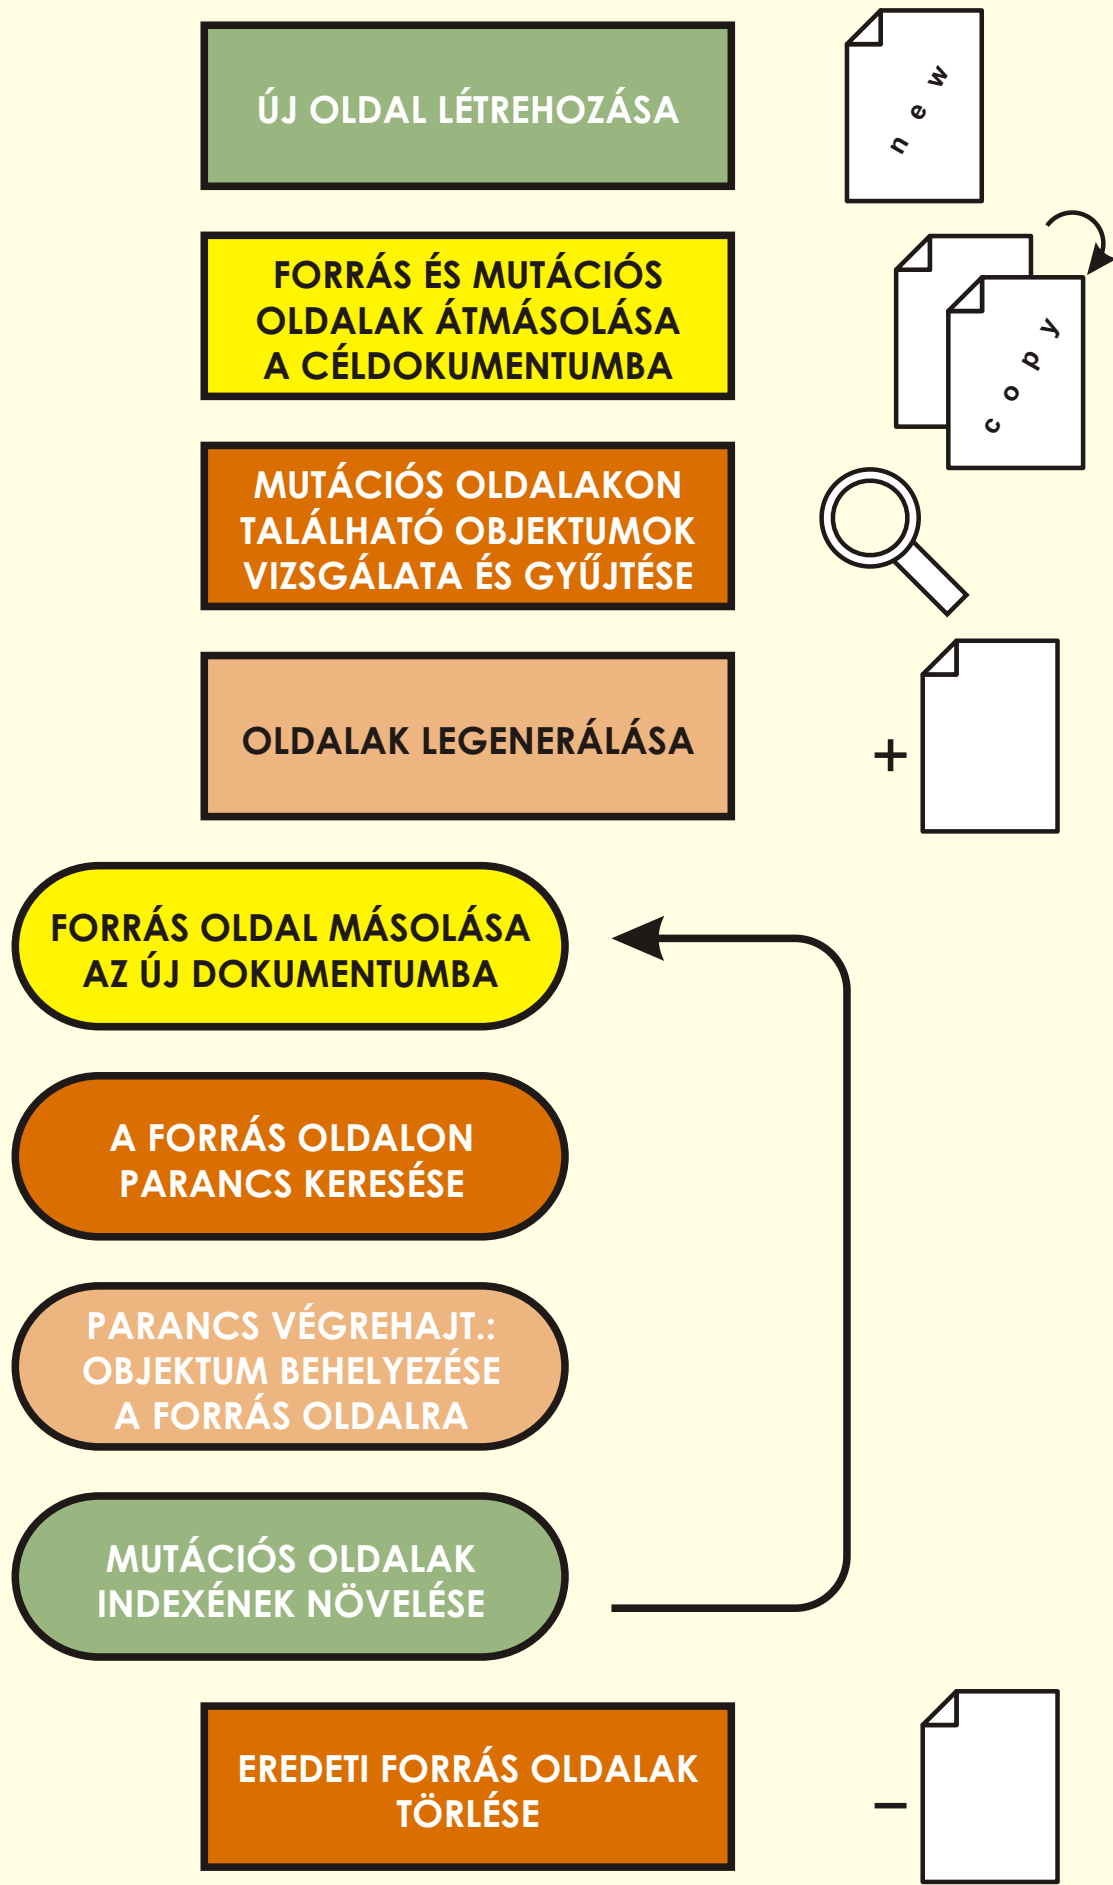 ÚJ OLDAL LÉTREHOZÁSA
new
FORRÁS ÉS MUTÁCIÓS
OLDALAK ÁTMÁSOLÁSA
A CÉLDOKUMENTUMBA
copy
MUTÁCIÓS OLDALAKON
TALÁLHATÓ OBJEKTUMOK
VIZSGÁLATA ÉS GYŰJTÉSE
OLDALAK LEGENERÁLÁSA
+
FORRÁS OLDAL MÁSOLÁSA
AZ ÚJ DOKUMENTUMBA
A FORRÁS OLDALON
PARANCS KERESÉSE
PARANCS VÉGREHAJT.:
OBJEKTUM BEHELYEZÉSE
A FORRÁS OLDALRA
MUTÁCIÓS OLDALAK
INDEXÉNEK NÖVELÉSE
EREDETI FORRÁS OLDALAK
TÖRLÉSE
–